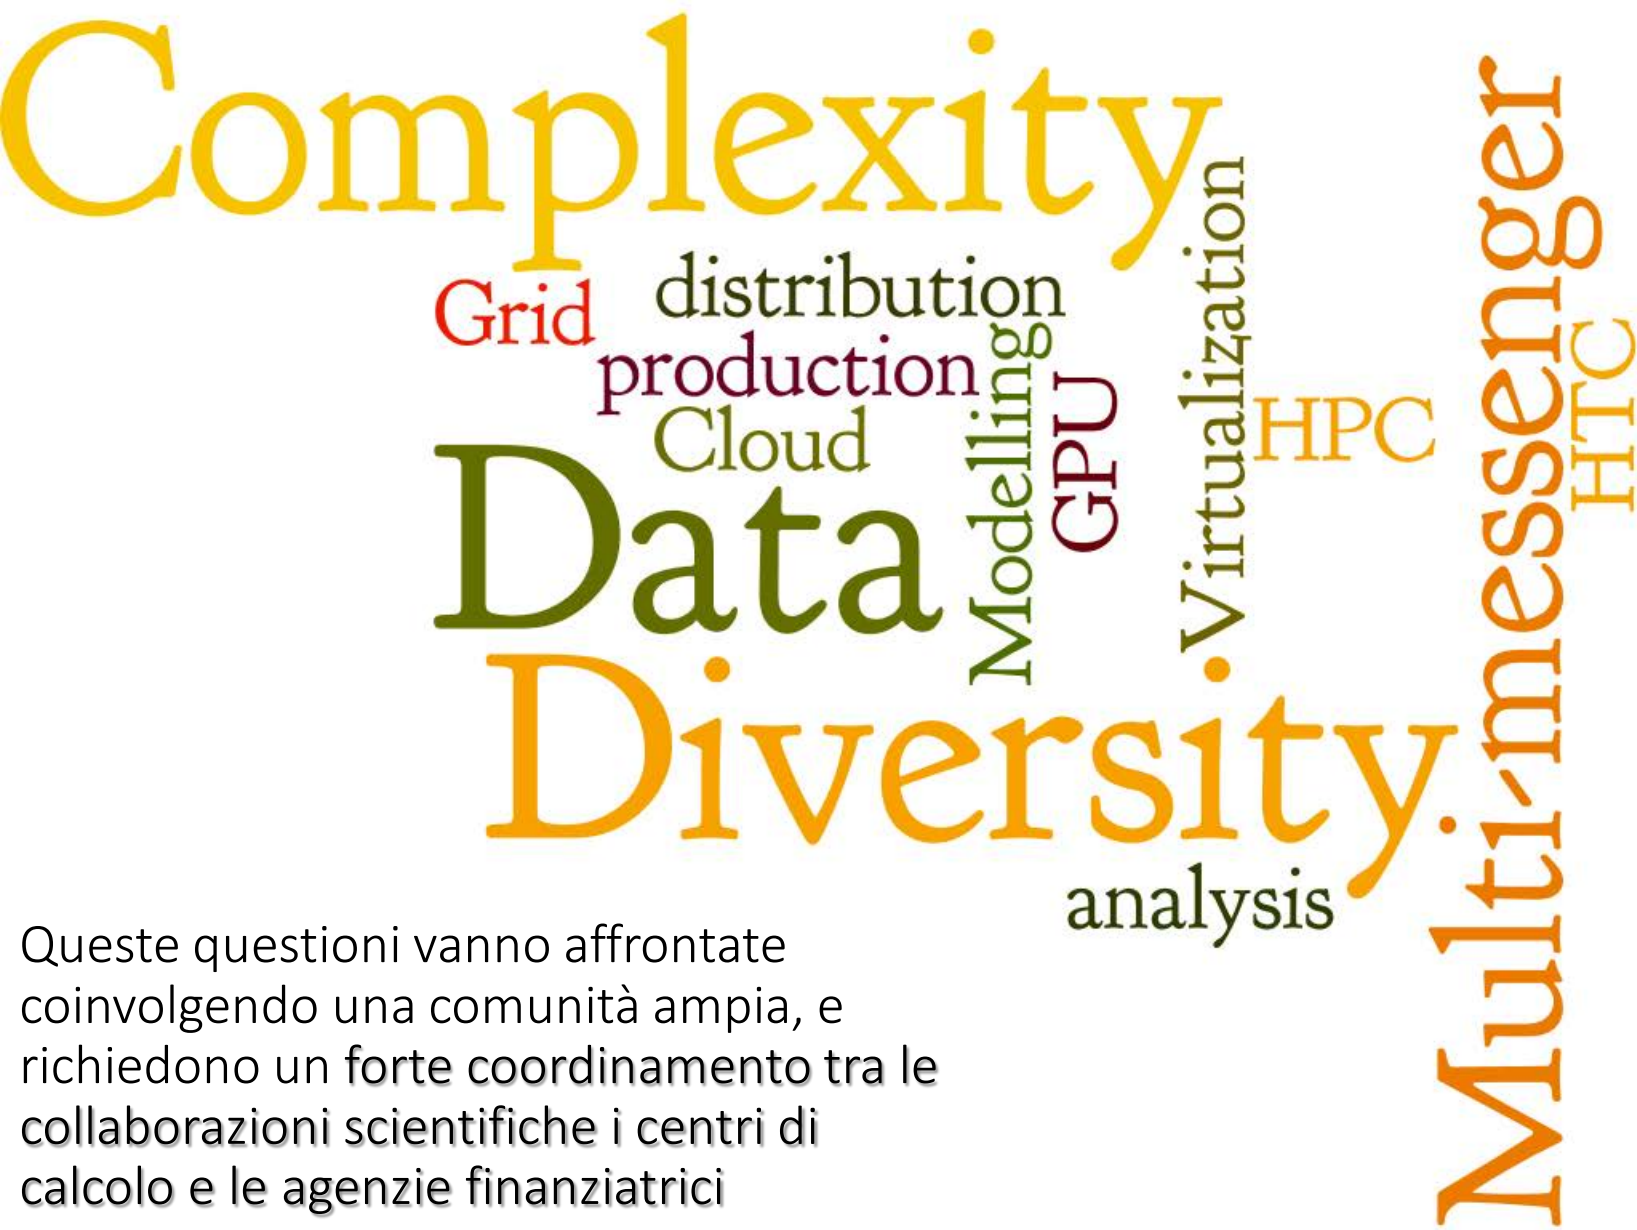 Complexity
Grid
distribution
production
Cloud
Data
Modelling
GPU
Virtualization
HPC
HTC
Multi-messenger
Diversity
analysis
Queste questioni vanno affrontate
coinvolgendo una comunità ampia, e
richiedono un forte coordinamento tra le
collaborazioni scientifiche i centri di
calcolo e le agenzie finanziatrici